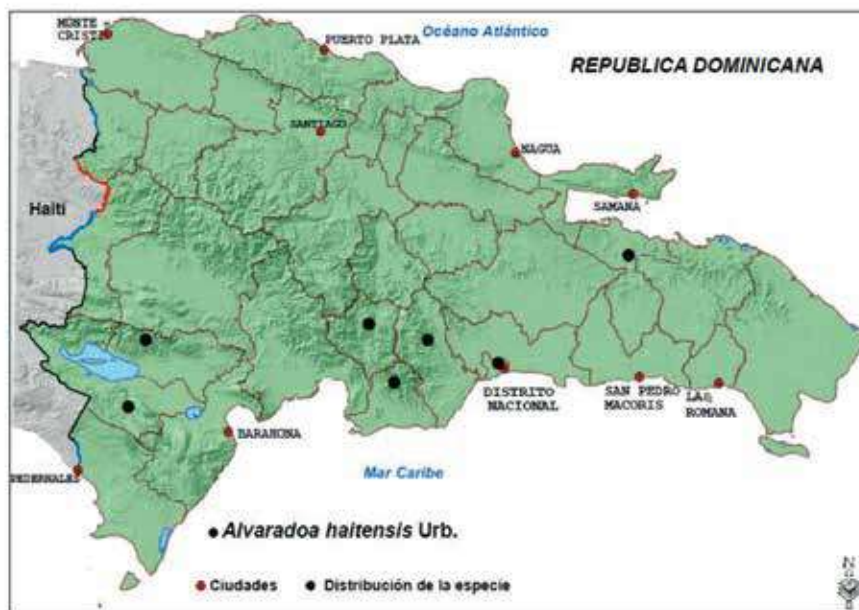 Océano Atlántico
MONTE -
CRISTI
PUERTO PLATA
REPUBLICA DOMINICANA
SANTIAGO
NAGUA
Haití
SAMANA
DISTRITO
NACIONAL
SAN PEDRO
MACORIS
LA
ROMANA
BARAHONA
PEDERNALES
Mar Caribe
Alvaradoa haitensis Urb.
Ciudades
Distribución de la especie
N